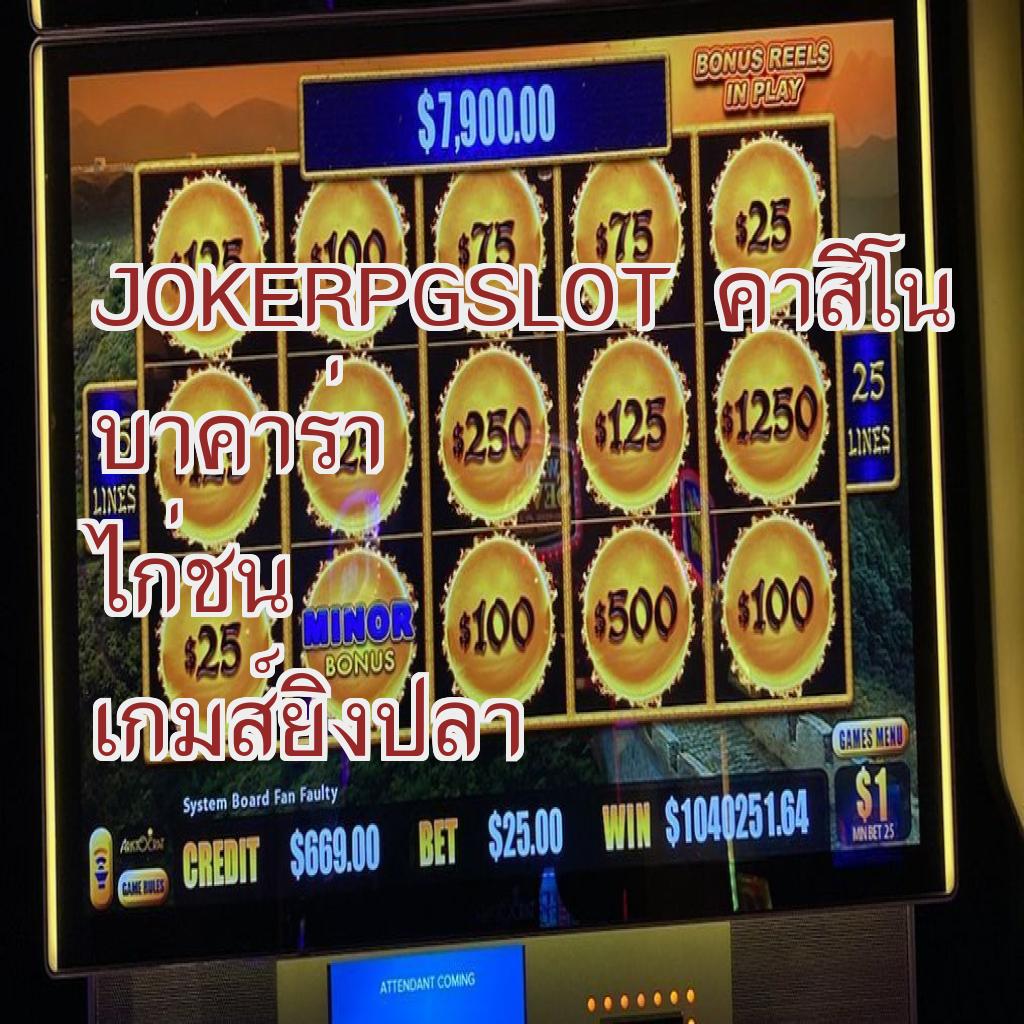 BONUS REELS
IN PLAY
$7,900.00
$125 $100 $75 $75 $25
JOKERPGSLOT คาสิโน
$250 $125 $1250
25
LINES
LINES
บาคาร่า
ไก่ชน
$25 MINOR
BONUS
$100 $500 $100
เกมส์ยิงปลา
GAMES MENU
System Board Fan Faulty
$1
MIN BET 25
ARISTOCRAT
CREDIT $669.00 BET $25.00 WIN $1040251.64
GAME RULES
ATTENDANT COMING